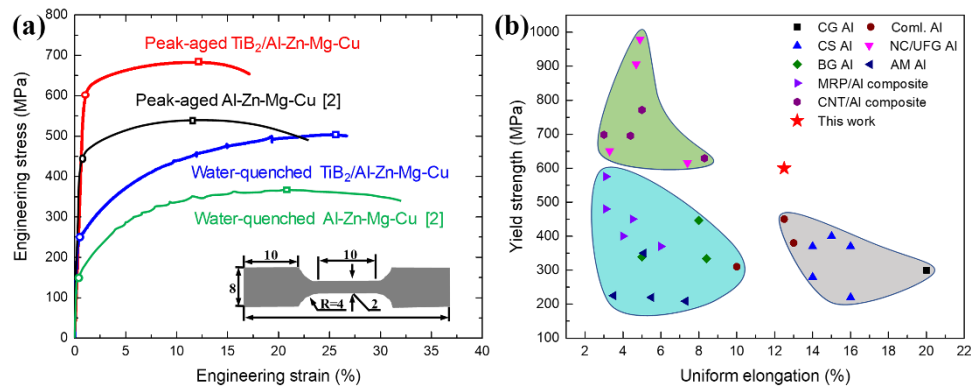 (a)
Engineering stress (MPa)
800
700
600
500
400
300
200
100
0
Peak-aged TiB2/Al-Zn-Mg-Cu
Peak-aged Al-Zn-Mg-Cu [2]
Water-quenched TiB2/Al-Zn-Mg-Cu
Water-quenched Al-Zn-Mg-Cu [2]
10 10
8
R=4 2
0 5 10 15 20 25 30 35 40
Engineering strain (%)
(b)
Yield strength (MPa)
1000
900
800
700
600
500
400
300
200
100
CG Al Coml. Al
CS Al NC/UFG Al
BG Al AM Al
MRP/Al composite
CNT/Al composite
This work
2 4 6 8 10 12 14 16 18 20 22
Uniform elongation (%)